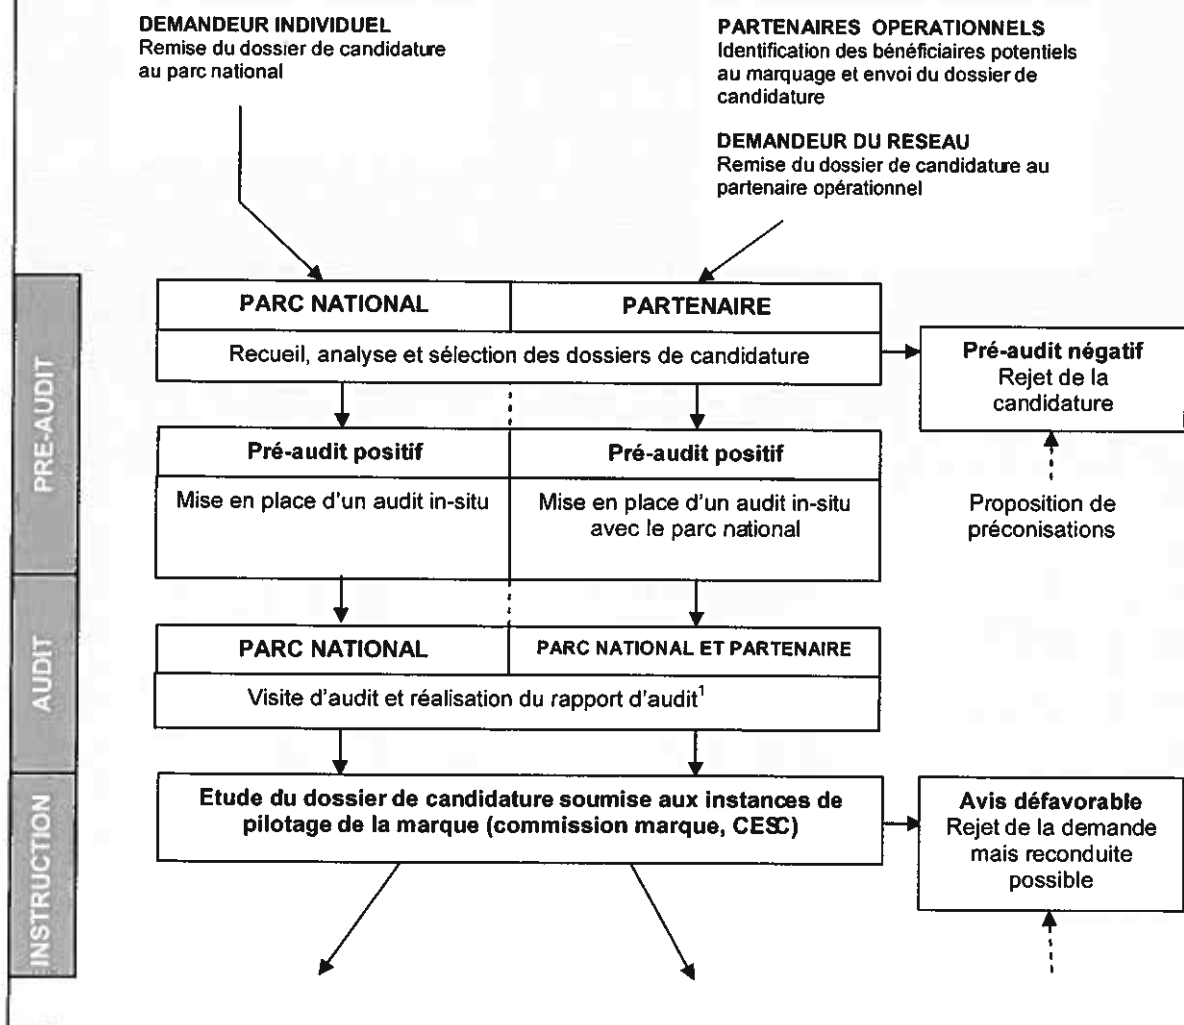 DEMANDEUR INDIVIDUEL
Remise du dossier de candidature
au parc national
PARTENAIRES OPERATIONNELS
Identification des bénéficiaires potentiels
au marquage et envoi du dossier de
candidature
DEMANDEUR DU RESEAU
Remise du dossier de candidature au
partenaire opérationnel
PRE-AUDIT
PARC NATIONAL
PARTENAIRE
Recueil, analyse et sélection des dossiers de candidature
Pré-audit négatif
Rejet de la
candidature
Pré-audit positif
Pré-audit positif
Mise en place d'un audit in-situ
Mise en place d'un audit in-situ
avec le parc national
Proposition de
préconisations
AUDIT
PARC NATIONAL
PARC NATIONAL ET PARTENAIRE
Visite d'audit et réalisation du rapport d'audit¹
INSTRUCTION
Etude du dossier de candidature soumise aux instances de
pilotage de la marque (commission marque, CESC)
Avis défavorable
Rejet de la demande
mais reconduite
possible